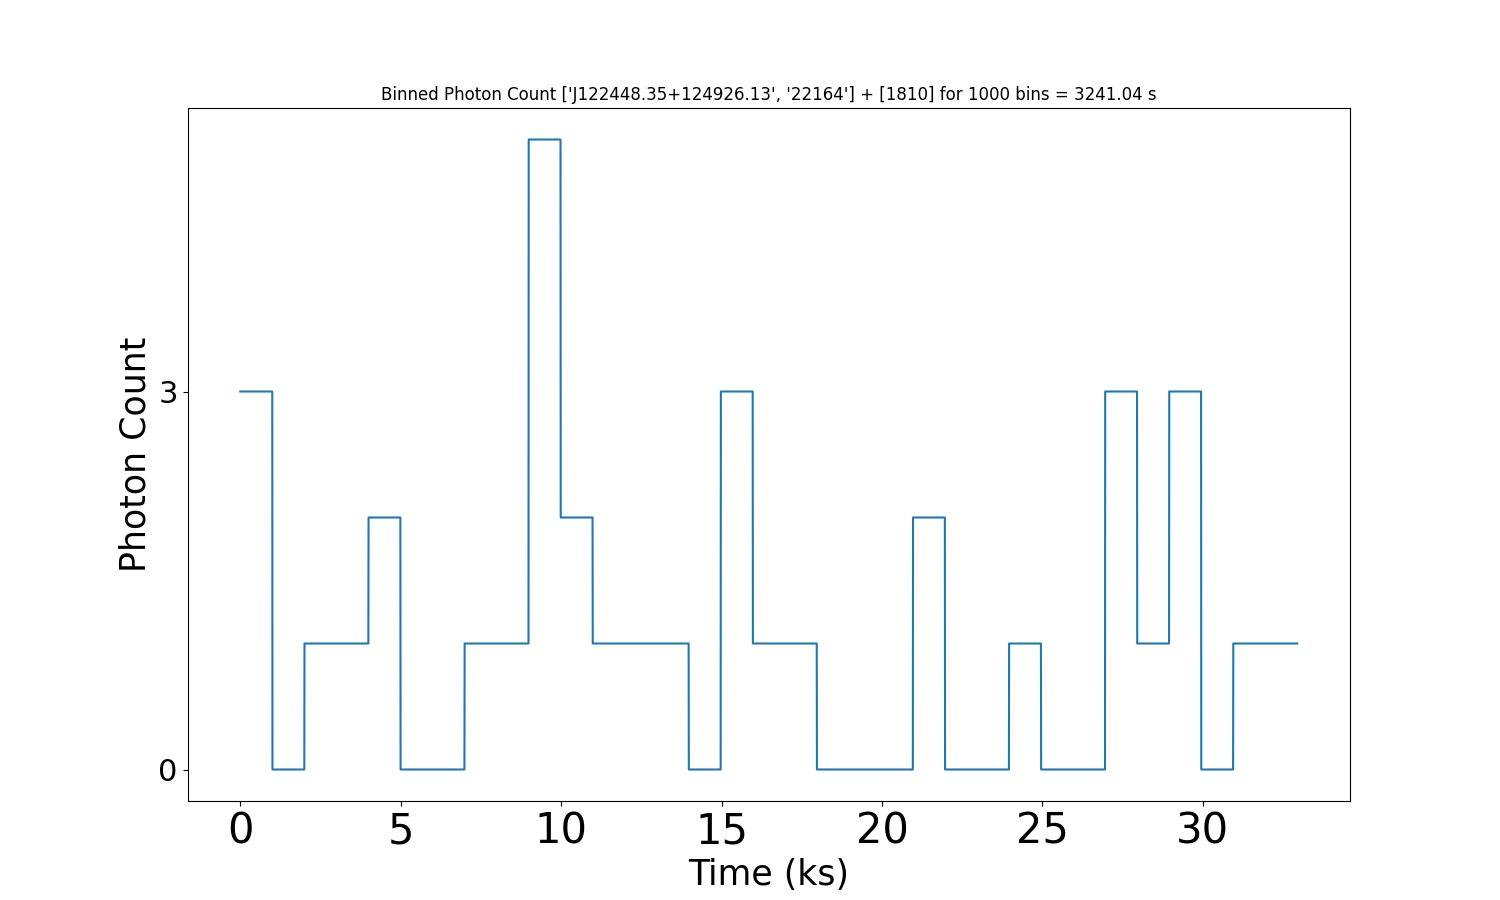 Binned Photon Count ['J122448.35+124926.13', '22164'] + [1810] for 1000 bins = 3241.04 s
Photon Count
3
0
0 5 10 15 20 25 30
Time (ks)